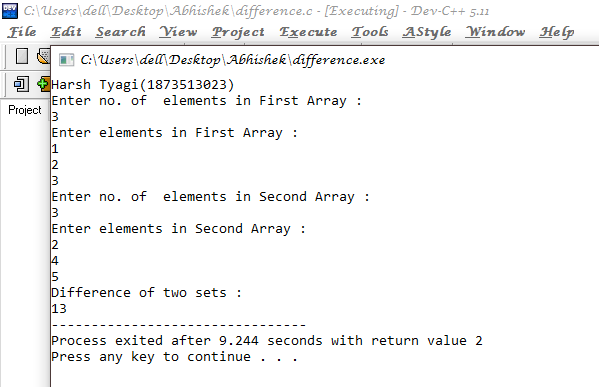 DEV
C:\Users\dell\Desktop\Abhishek\difference.c - [Executing] - Dev-C++ 5.11
File Edit Search View Project Execute Tools AStyle Window Help
C:\Users\dell\Desktop\Abhishek\difference.exe
Project
Harsh Tyagi(1873513023)
Enter no. of  elements in First Array :
3
Enter elements in First Array :
1
2
3
Enter no. of  elements in Second Array :
3
Enter elements in Second Array :
2
4
5
Difference of two sets :
13
--------------------------------
Process exited after 9.244 seconds with return value 2
Press any key to continue . . .